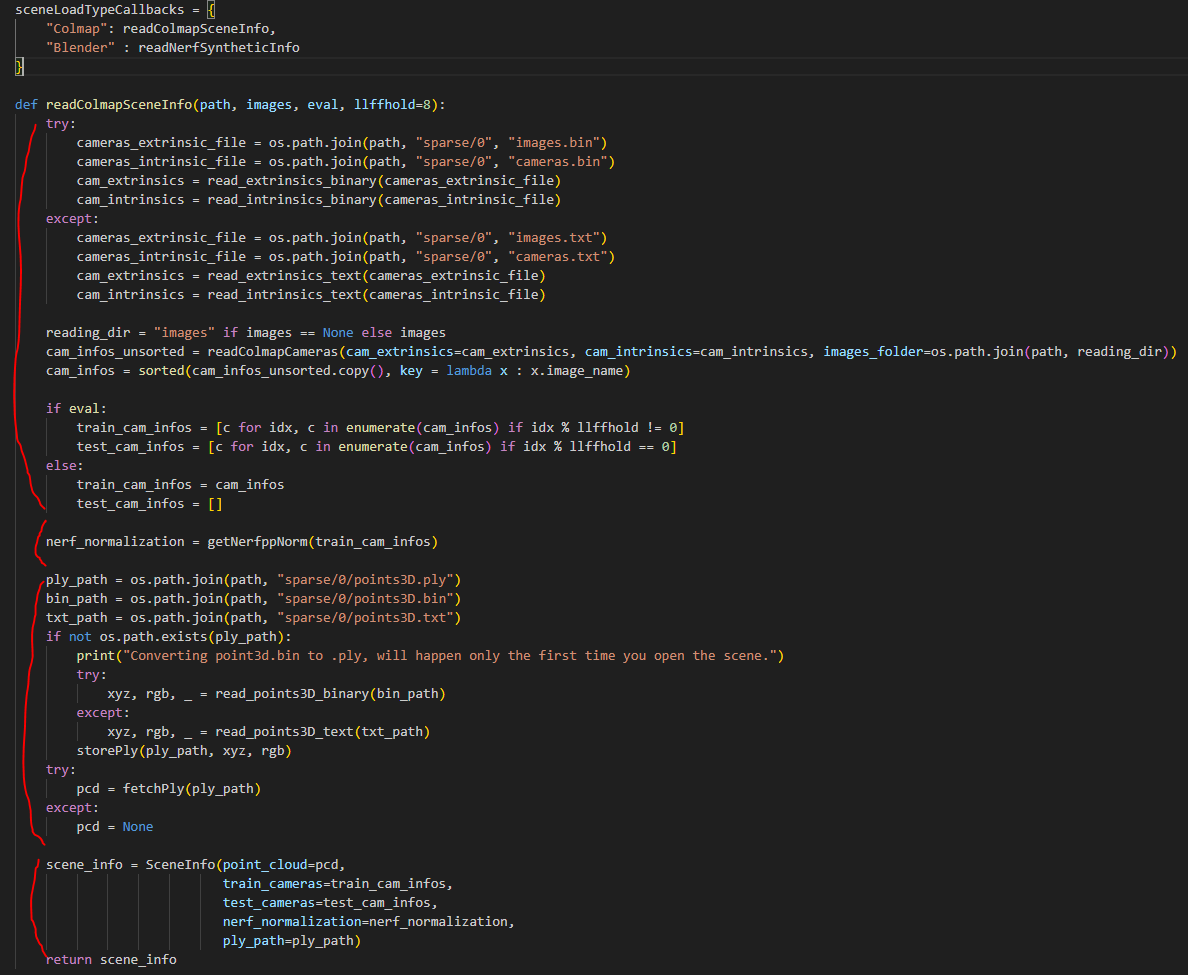 sceneLoadTypeCallbacks = {
    "Colmap": readColmapSceneInfo,
    "Blender" : readNerfSyntheticInfo
}
def readColmapSceneInfo(path, images, eval, llffhold=8):
    try:
        cameras_extrinsic_file = os.path.join(path, "sparse/0", "images.bin")
        cameras_intrinsic_file = os.path.join(path, "sparse/0", "cameras.bin")
        cam_extrinsics = read_extrinsics_binary(cameras_extrinsic_file)
        cam_intrinsics = read_intrinsics_binary(cameras_intrinsic_file)
    except:
        cameras_extrinsic_file = os.path.join(path, "sparse/0", "images.txt")
        cameras_intrinsic_file = os.path.join(path, "sparse/0", "cameras.txt")
        cam_extrinsics = read_extrinsics_text(cameras_extrinsic_file)
        cam_intrinsics = read_intrinsics_text(cameras_intrinsic_file)
    reading_dir = "images" if images == None else images
    cam_infos_unsorted = readColmapCameras(cam_extrinsics=cam_extrinsics, cam_intrinsics=cam_intrinsics, images_folder=os.path.join(path, reading_dir))
    cam_infos = sorted(cam_infos_unsorted.copy(), key = lambda x : x.image_name)
    if eval:
        train_cam_infos = [c for idx, c in enumerate(cam_infos) if idx % llffhold != 0]
        test_cam_infos = [c for idx, c in enumerate(cam_infos) if idx % llffhold == 0]
    else:
        train_cam_infos = cam_infos
        test_cam_infos = []
    nerf_normalization = getNerfppNorm(train_cam_infos)
    ply_path = os.path.join(path, "sparse/0/points3D.ply")
    bin_path = os.path.join(path, "sparse/0/points3D.bin")
    txt_path = os.path.join(path, "sparse/0/points3D.txt")
    if not os.path.exists(ply_path):
        print("Converting point3d.bin to .ply, will happen only the first time you open the scene.")
        try:
            xyz, rgb, _ = read_points3D_binary(bin_path)
        except:
            xyz, rgb, _ = read_points3D_text(txt_path)
        storePly(ply_path, xyz, rgb)
    try:
        pcd = fetchPly(ply_path)
    except:
        pcd = None
    scene_info = SceneInfo(point_cloud=pcd,
                           train_cameras=train_cam_infos,
                           test_cameras=test_cam_infos,
                           nerf_normalization=nerf_normalization,
                           ply_path=ply_path)
    return scene_info